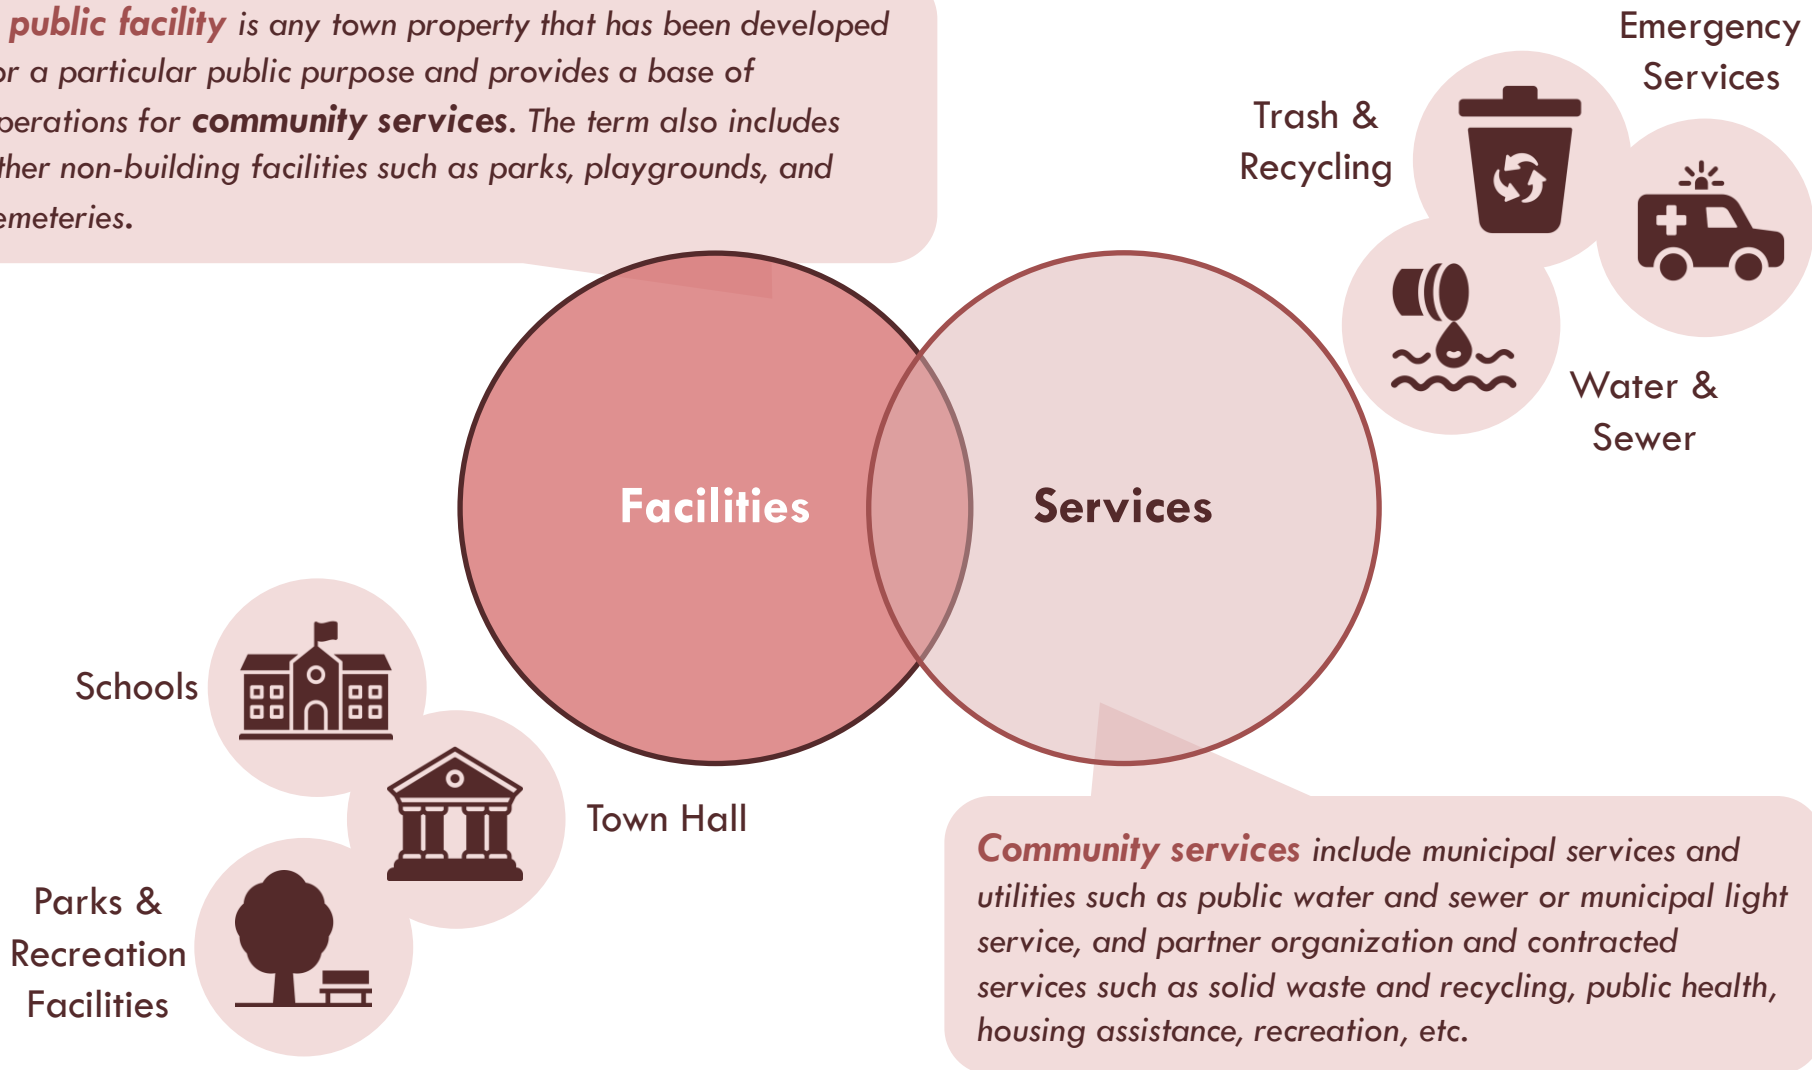 public facility is any town property that has been developed
or a particular public purpose and provides a base of
perations for community services. The term also includes
ther non-building facilities such as parks, playgrounds, and
emeteries.
Emergency
Services
Trash &
Recycling
Water &
Sewer
Facilities
Services
Schools
Town Hall
Parks &
Recreation
Facilities
Community services include municipal services and
utilities such as public water and sewer or municipal light
service, and partner organization and contracted
services such as solid waste and recycling, public health,
housing assistance, recreation, etc.